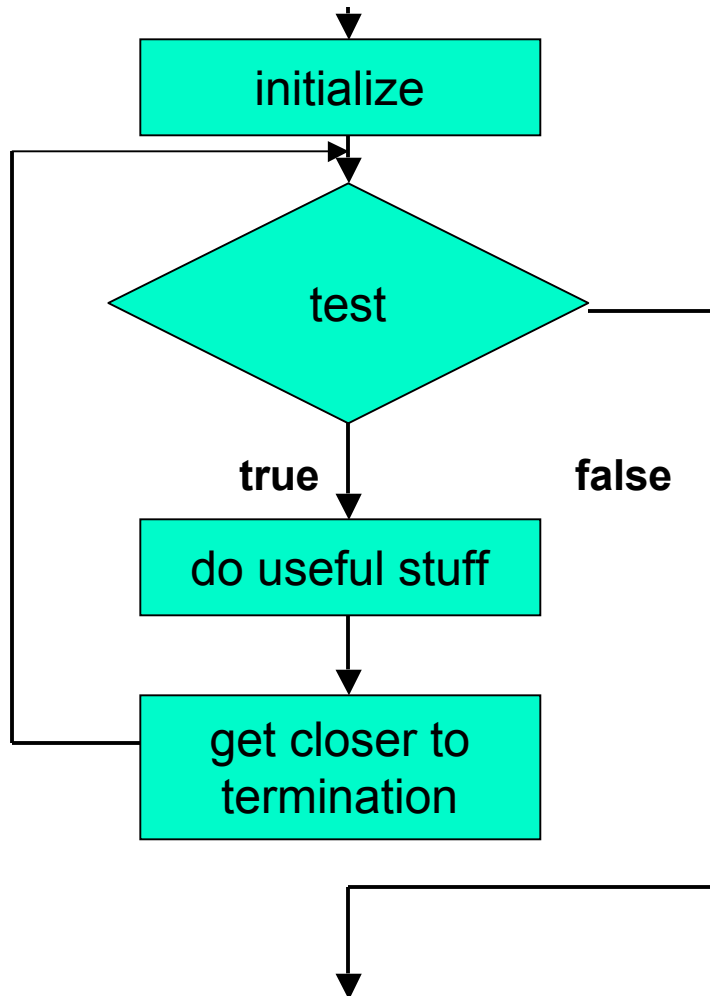 initialize
test
true false
do useful stuff
get closer to
termination